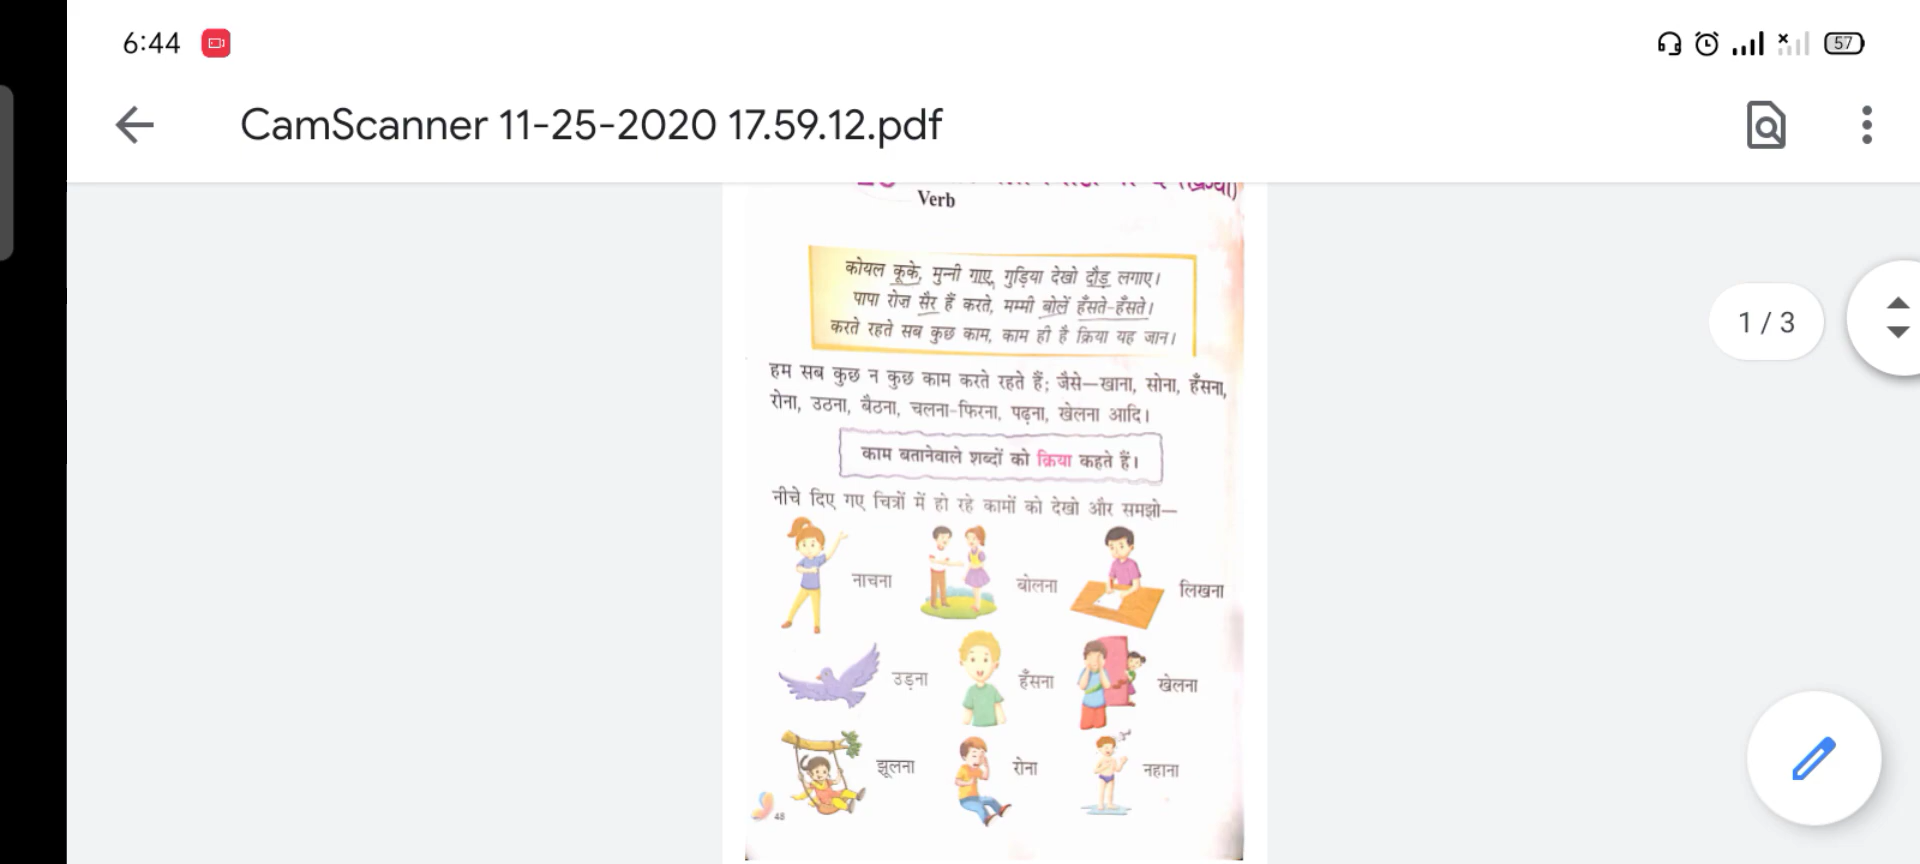 6:44
57
CamScanner 11-25-2020 17.59.12.pdf
Verb
कोयल कूके, मुन्नी गाए, गुड़िया देखो दौड़ लगाए।
पापा रोज़ सैर हैं करते, मम्मी बोलें हँसते-हँसते।
करते रहते सब कुछ काम, काम ही है क्रिया यह जान।
1 / 3
हम सब कुछ न कुछ काम करते रहते हैं; जैसे—खाना, सोना, हँसना,
रोना, उठना, बैठना, चलना-फिरना, पढ़ना, खेलना आदि।
काम बतानेवाले शब्दों को क्रिया कहते हैं।
नीचे दिए गए चित्रों में हो रहे कामों को देखो और समझो—
नाचना बोलना लिखना
उड़ना हँसना खेलना
झूलना रोना नहाना
48